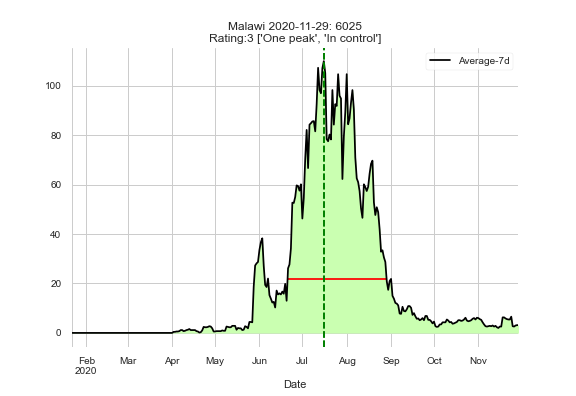 Malawi 2020-11-29: 6025
Rating:3 ['One peak', 'In control']
Average-7d
100
80
60
40
20
0
Feb Mar Apr May Jun Jul Aug Sep Oct Nov
2020
Date